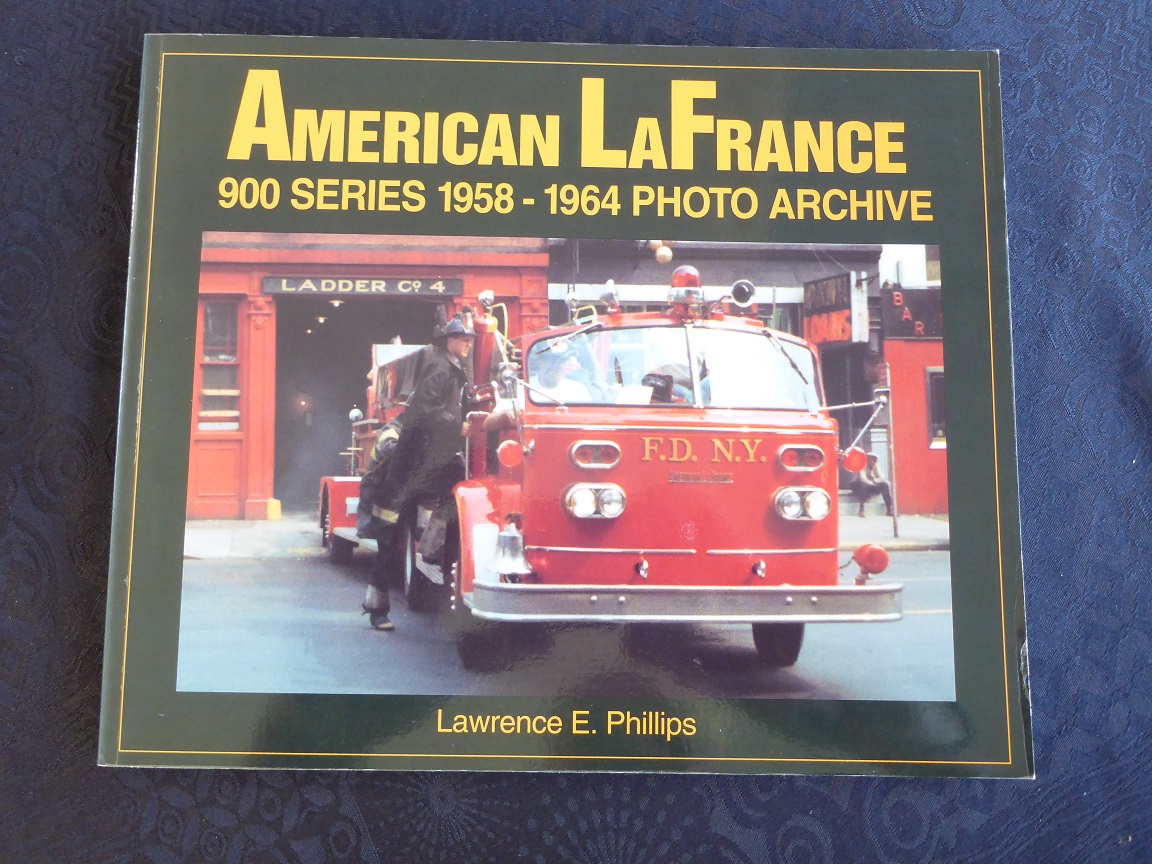 AMERICAN LAFRANCE
900 SERIES 1958 - 1964 PHOTO ARCHIVE
LADDER Cº 4
BAR
F.D. N.Y.
Lawrence E. Phillips